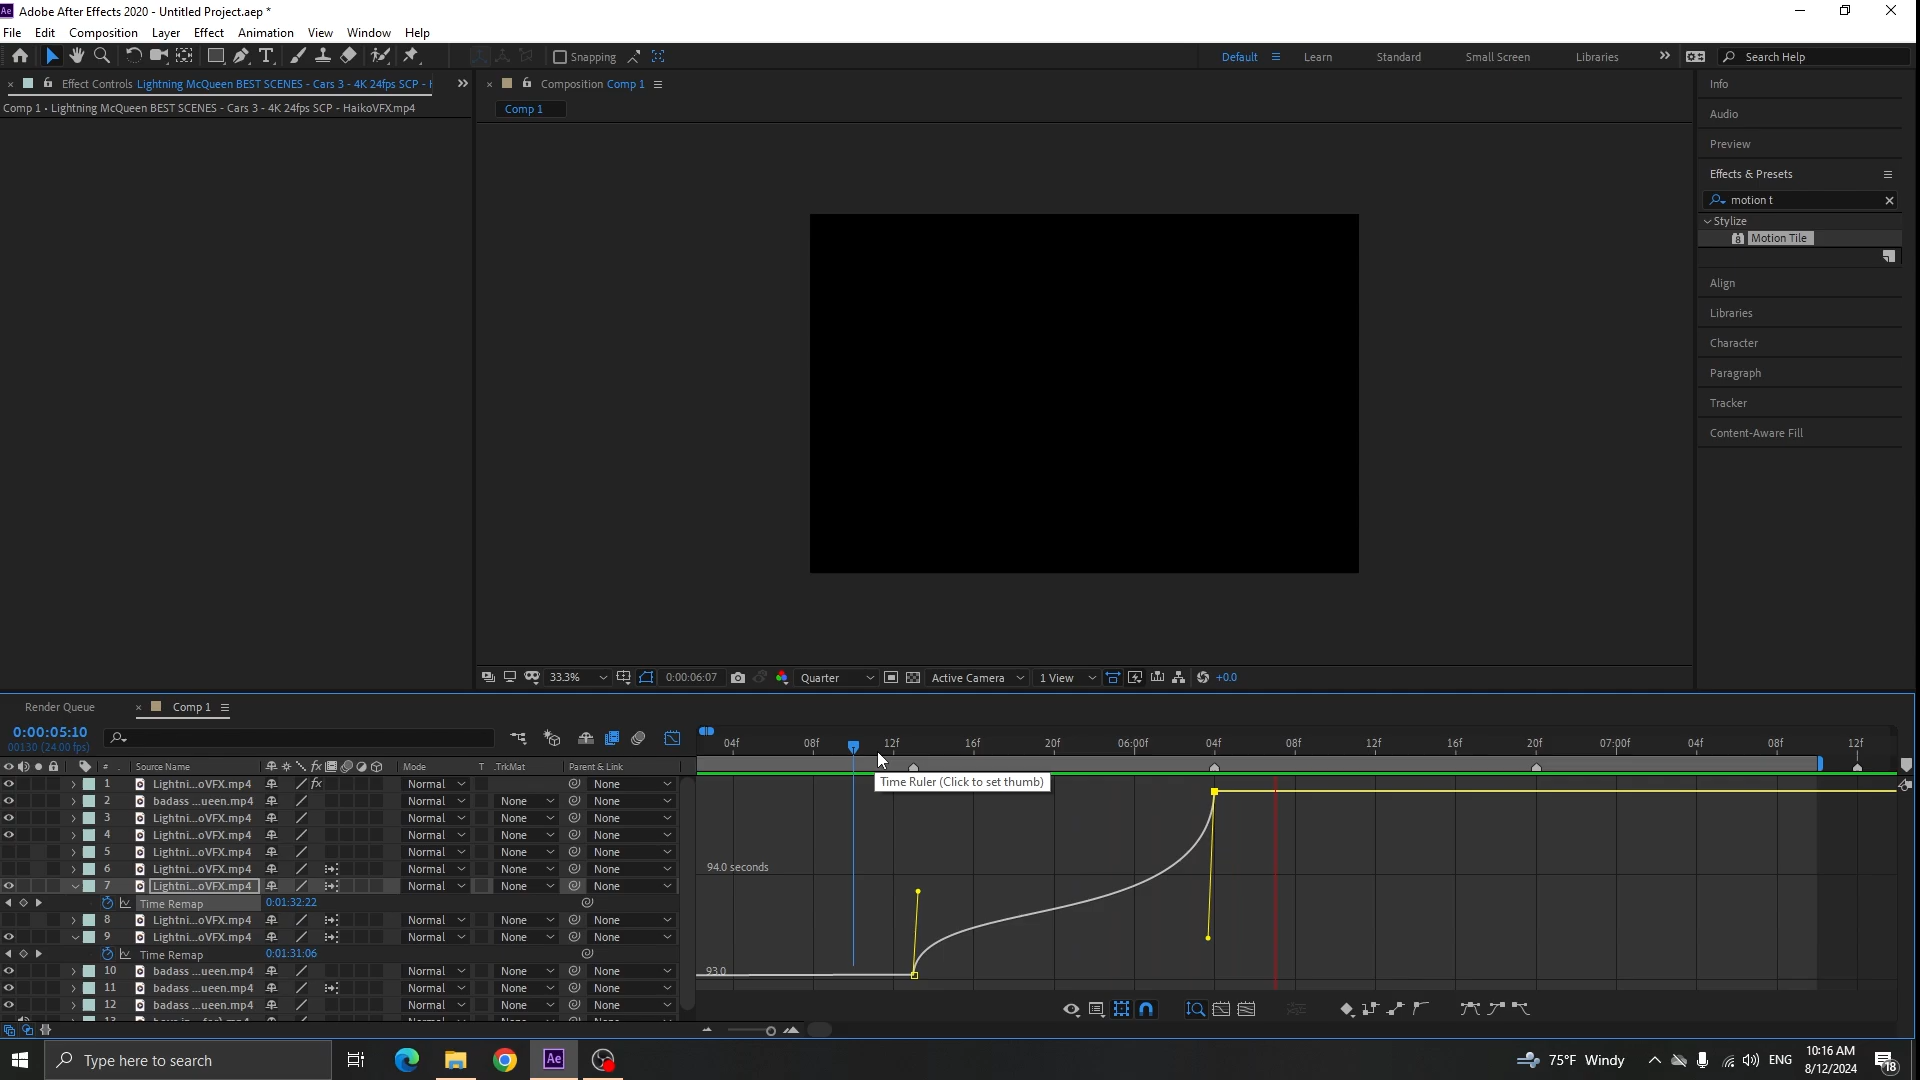 Adobe After Effects 2020 - Untitled Project.aep *
File Edit Composition Layer Effect Animation View Window Help
Snapping
Default Learn Standard Small Screen Libraries Search Help
Effect Controls Lightning McQueen BEST SCENES - Cars 3 - 4K 24fps SCP - H
Composition Comp 1
Comp 1 • Lightning McQueen BEST SCENES - Cars 3 - 4K 24fps SCP - HaikoVFX.mp4
Comp 1
Info
Audio
Preview
Effects & Presets
motion t
Stylize
8 Motion Tile
Align
Libraries
Character
Paragraph
Tracker
Content-Aware Fill
33.3% 0:00:06:07 Quarter Active Camera 1 View +0.0
Render Queue Comp 1
0:00:05:10
00130 (24.00 fps)
04f 08f 12f 16f 20f 06:00f 04f 08f 12f 16f 20f 07:00f 04f 08f 12f
# Source Name fx Mode T .TrkMat Parent & Link
Time Ruler (Click to set thumb)
1 Lightni...oVFX.mp4 fx Normal None
2 badass ...ueen.mp4 Normal None None
3 Lightni...oVFX.mp4 Normal None None
4 Lightni...oVFX.mp4 Normal None None
5 Lightni...oVFX.mp4 Normal None None
6 Lightni...oVFX.mp4 Normal None None
7 Lightni...oVFX.mp4 Normal None None
Time Remap 0:01:32:22
8 Lightni...oVFX.mp4 Normal None None
9 Lightni...oVFX.mp4 Normal None None
Time Remap 0:01:31:06
10 badass ...ueen.mp4 Normal None None
11 badass ...ueen.mp4 Normal None None
12 badass ...ueen.mp4 Normal None None
94.0 seconds
93.0
Type here to search
Ae
75°F Windy
ENG
10:16 AM
8/12/2024
18